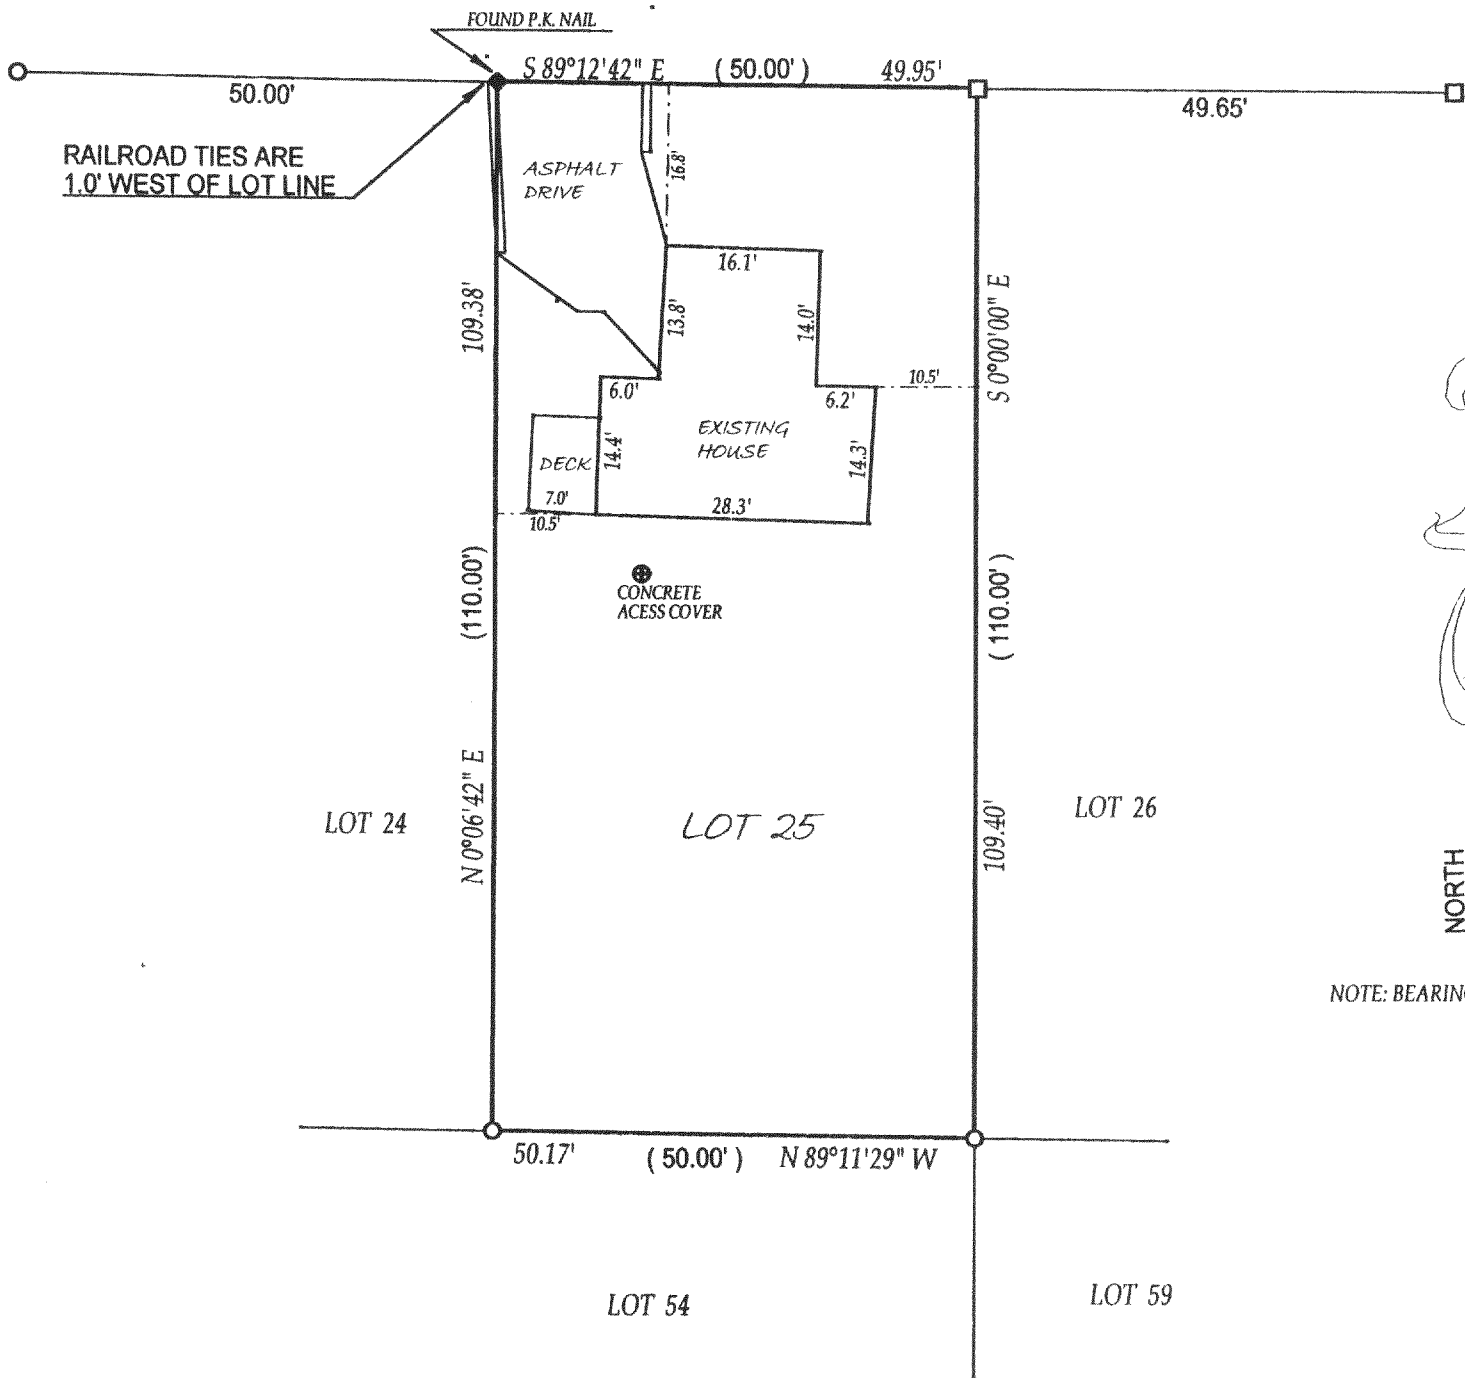 FOUND P.K. NAIL
S 89°12'42" E
( 50.00' )
49.95'
50.00'
49.65'
RAILROAD TIES ARE
1.0' WEST OF LOT LINE
ASPHALT
DRIVE
16.8'
16.1'
109.38'
13.8'
14.0'
S 0°00'00" E
6.0'
6.2'
10.5'
EXISTING
HOUSE
14.4'
DECK
14.3'
7.0'
10.5'
28.3'
(110.00')
CONCRETE
ACESS COVER
( 110.00' )
N 0°06'42" E
LOT 24
LOT 25
109.40'
LOT 26
NORTH
NOTE: BEARING
50.17'
( 50.00' )
N 89°11'29" W
LOT 54
LOT 59